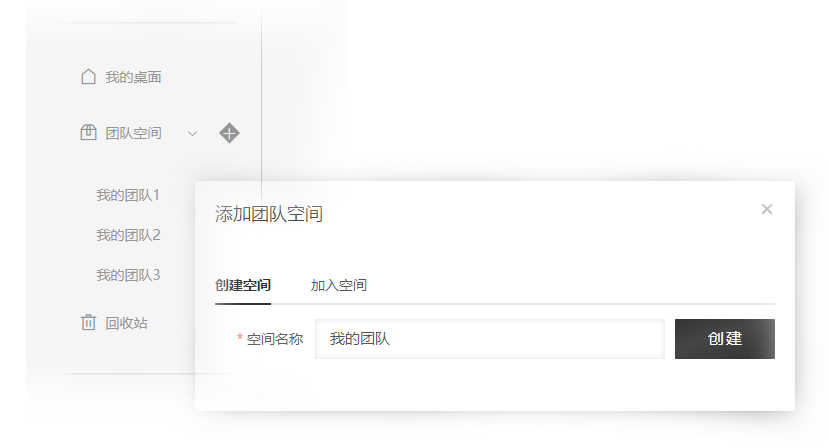 我的桌面
团队空间
我的团队1
我的团队2
我的团队3
回收站
添加团队空间
创建空间 加入空间
* 空间名称 我的团队 创建